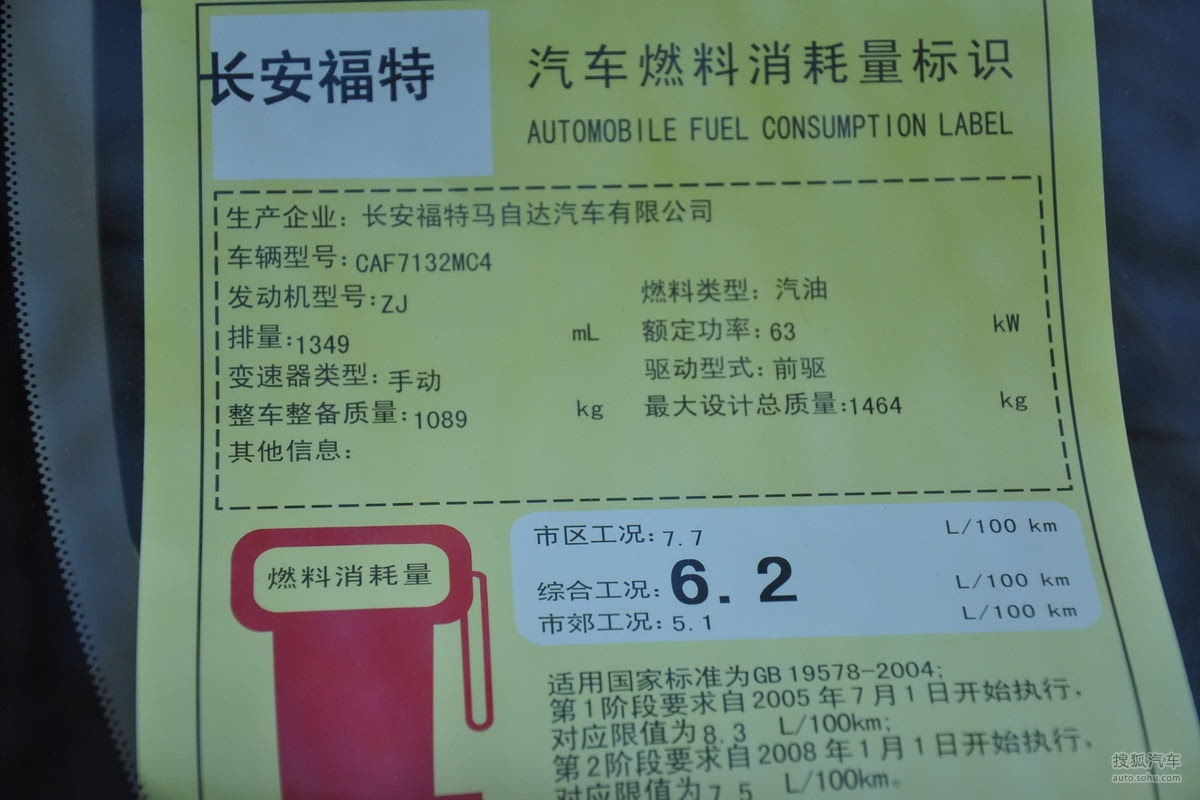 长安福特
汽车燃料消耗量标识
AUTOMOBILE FUEL CONSUMPTION LABEL
生产企业：长安福特马自达汽车有限公司
车辆型号：CAF7132MC4
发动机型号：ZJ 燃料类型：汽油
排量：1349 mL 额定功率：63 kW
变速器类型：手动 驱动型式：前驱
整车整备质量：1089 kg 最大设计总质量：1464 kg
其他信息：
燃料消耗量
市区工况：7.7 L/100 km
综合工况：6.2 L/100 km
市郊工况：5.1 L/100 km
适用国家标准为GB 19578-2004;
第1阶段要求自2005年7月1日开始执行，
对应限值为8.3 L/100km;
第2阶段要求自2008年1月1日开始执行，
对应限值为7.5 L/100km。
搜狐汽车
auto.sohu.com